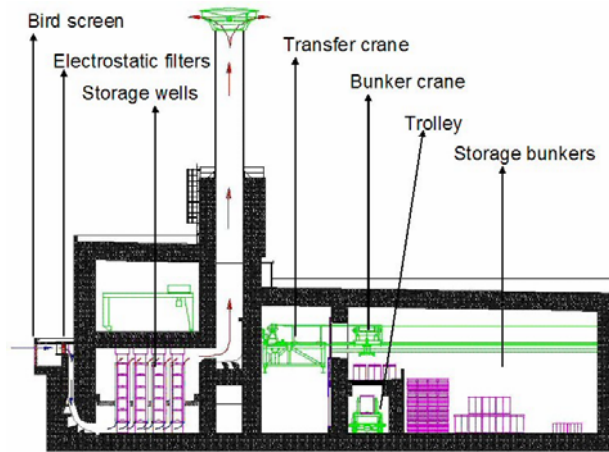 Bird screen
Electrostatic filters
Storage wells
Transfer crane
Bunker crane
Trolley
Storage bunkers